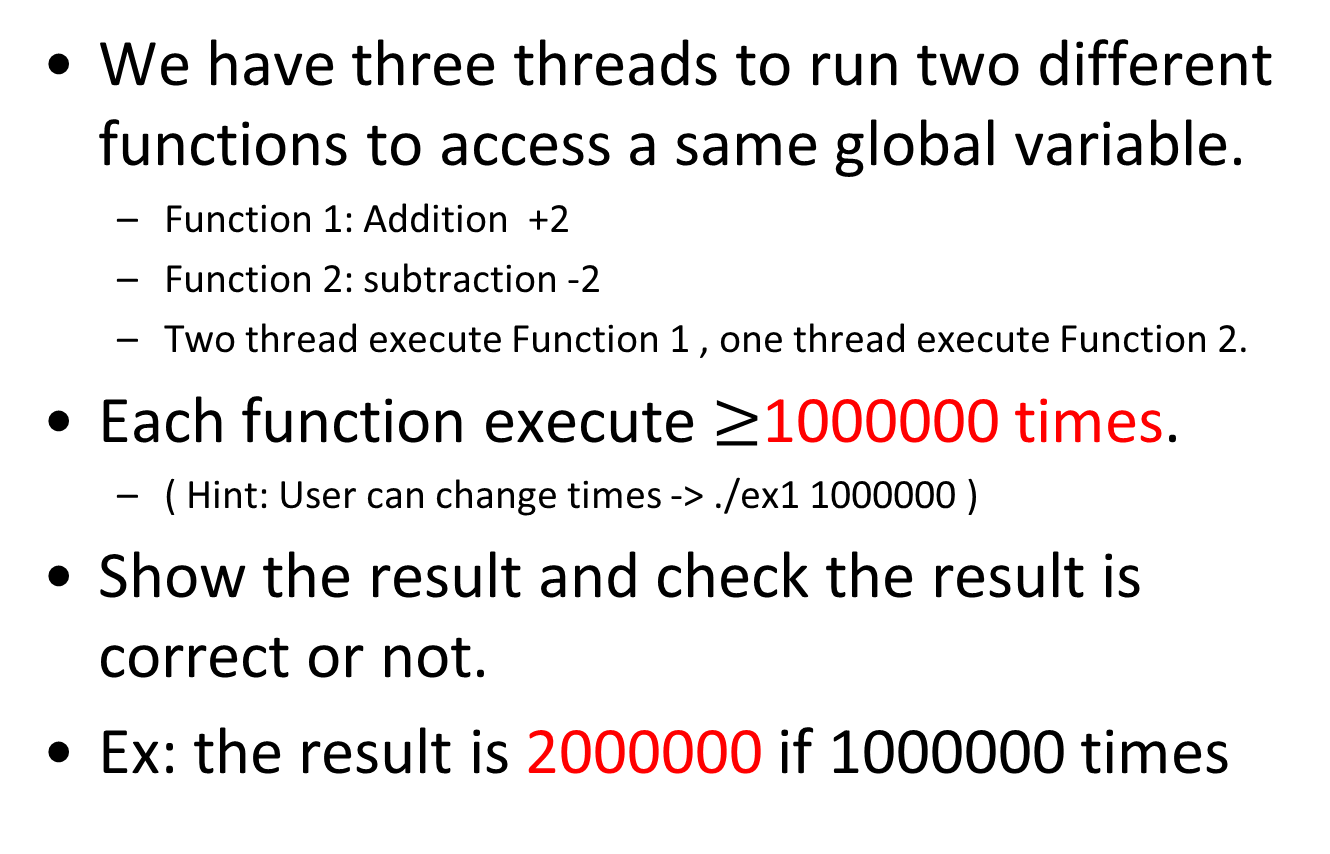 • We have three threads to run two different
functions to access a same global variable.
– Function 1: Addition  +2
– Function 2: subtraction -2
– Two thread execute Function 1 , one thread execute Function 2.
• Each function execute ≥1000000 times.
– ( Hint: User can change times -> ./ex1 1000000 )
• Show the result and check the result is
correct or not.
• Ex: the result is 2000000 if 1000000 times